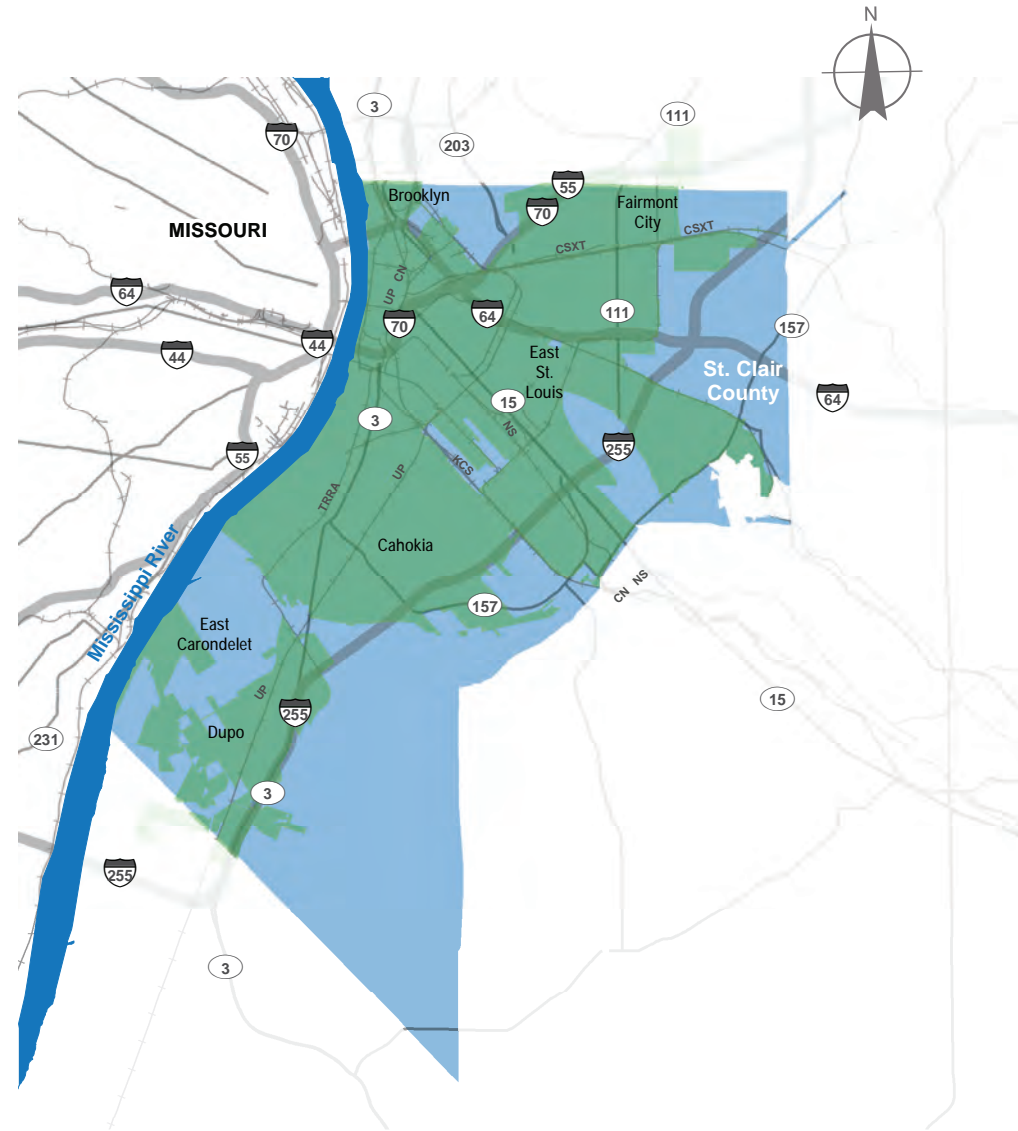 N
3
111
70
203
55
Brooklyn
70
Fairmont
City
MISSOURI
CSXT
CSXT
UP
CN
64
64
111
70
157
44
44
East
St.
Louis
St. Clair
County
64
15
3
NS
255
55
KCS
UP
TRRA
Cahokia
Mississippi River
CN
NS
157
East
Carondelet
UP
15
255
Dupo
231
3
255
3